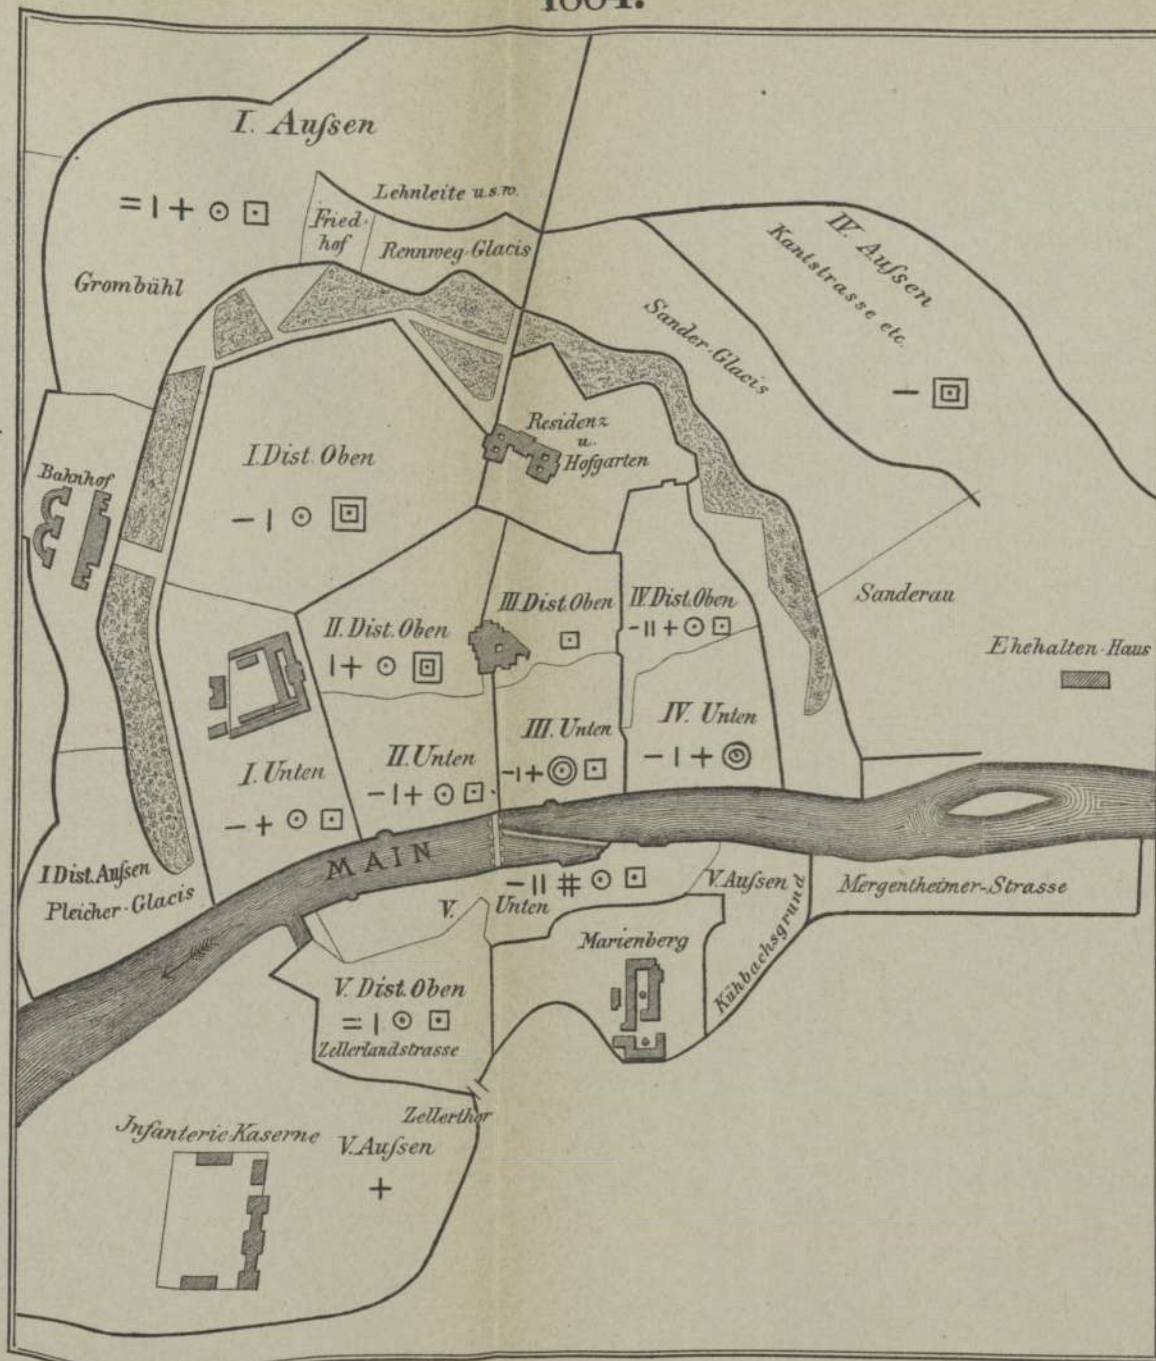 I. Auſsen
Lehnleite u.s.w.
Fried-
hof
Rennweg-Glacis
Grombühl
IV. Auſsen
Kantstrasse etc.
Sander-Glacis
Residenz
u.
Hofgarten
I. Dist. Oben
Bahnhof
II. Dist. Oben
III. Dist. Oben
IV. Dist. Oben
Sanderau
Ehehalten-Haus
I. Unten
II. Unten
III. Unten
IV. Unten
MAIN
I Dist. Auſsen
Pleicher-Glacis
V. Unten
V. Auſsen
Mergentheimer-Strasse
Marienberg
Kühbachsgrund
V. Dist. Oben
Zellerlandstrasse
Zellerthor
Infanterie Kaserne
V. Auſsen